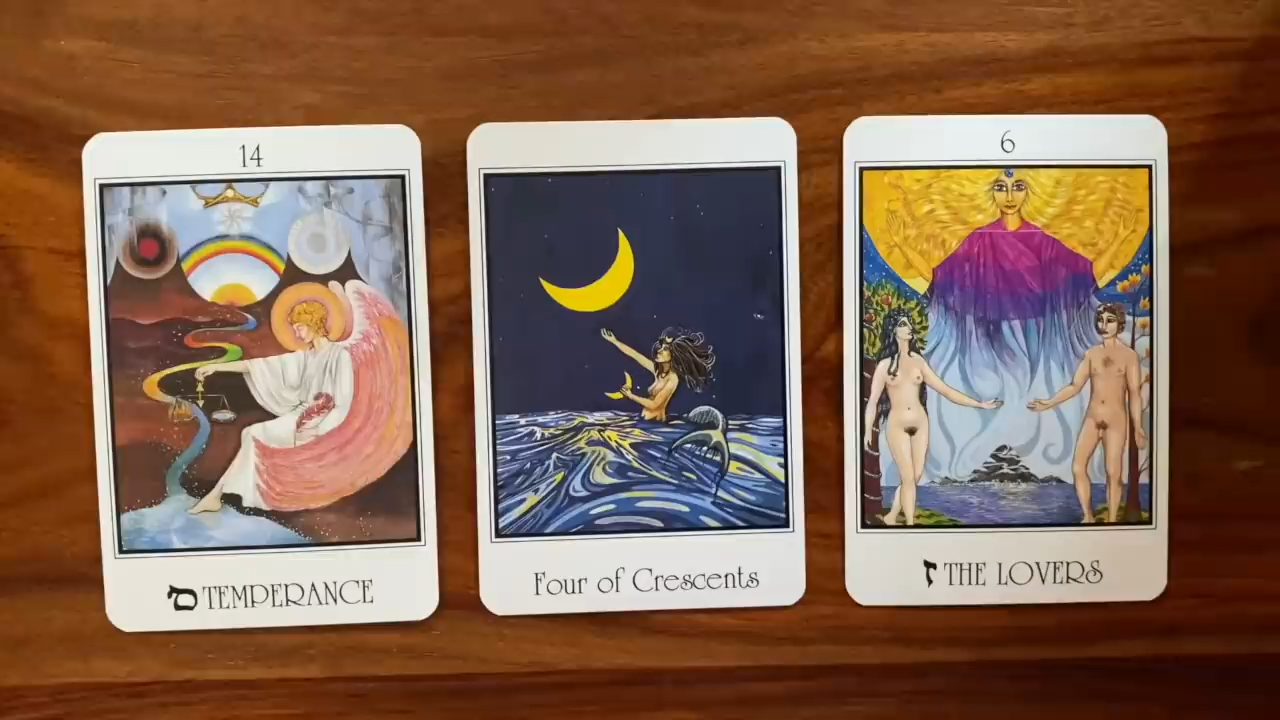 14
ס TEMPERANCE
Four of Crescents
6
ז THE LOVERS